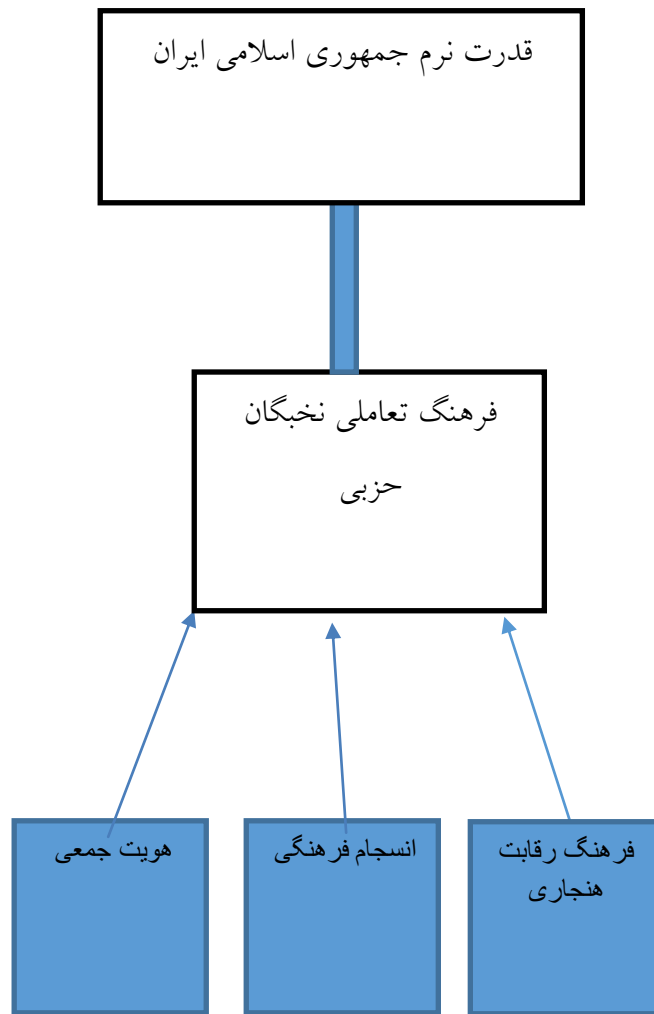 قدرت نرم جمهوری اسلامی ایران
فرهنگ تعاملی نخبگان
حزبی
فرهنگ رقابت
هنجاری
انسجام فرهنگی
هویت جمعی